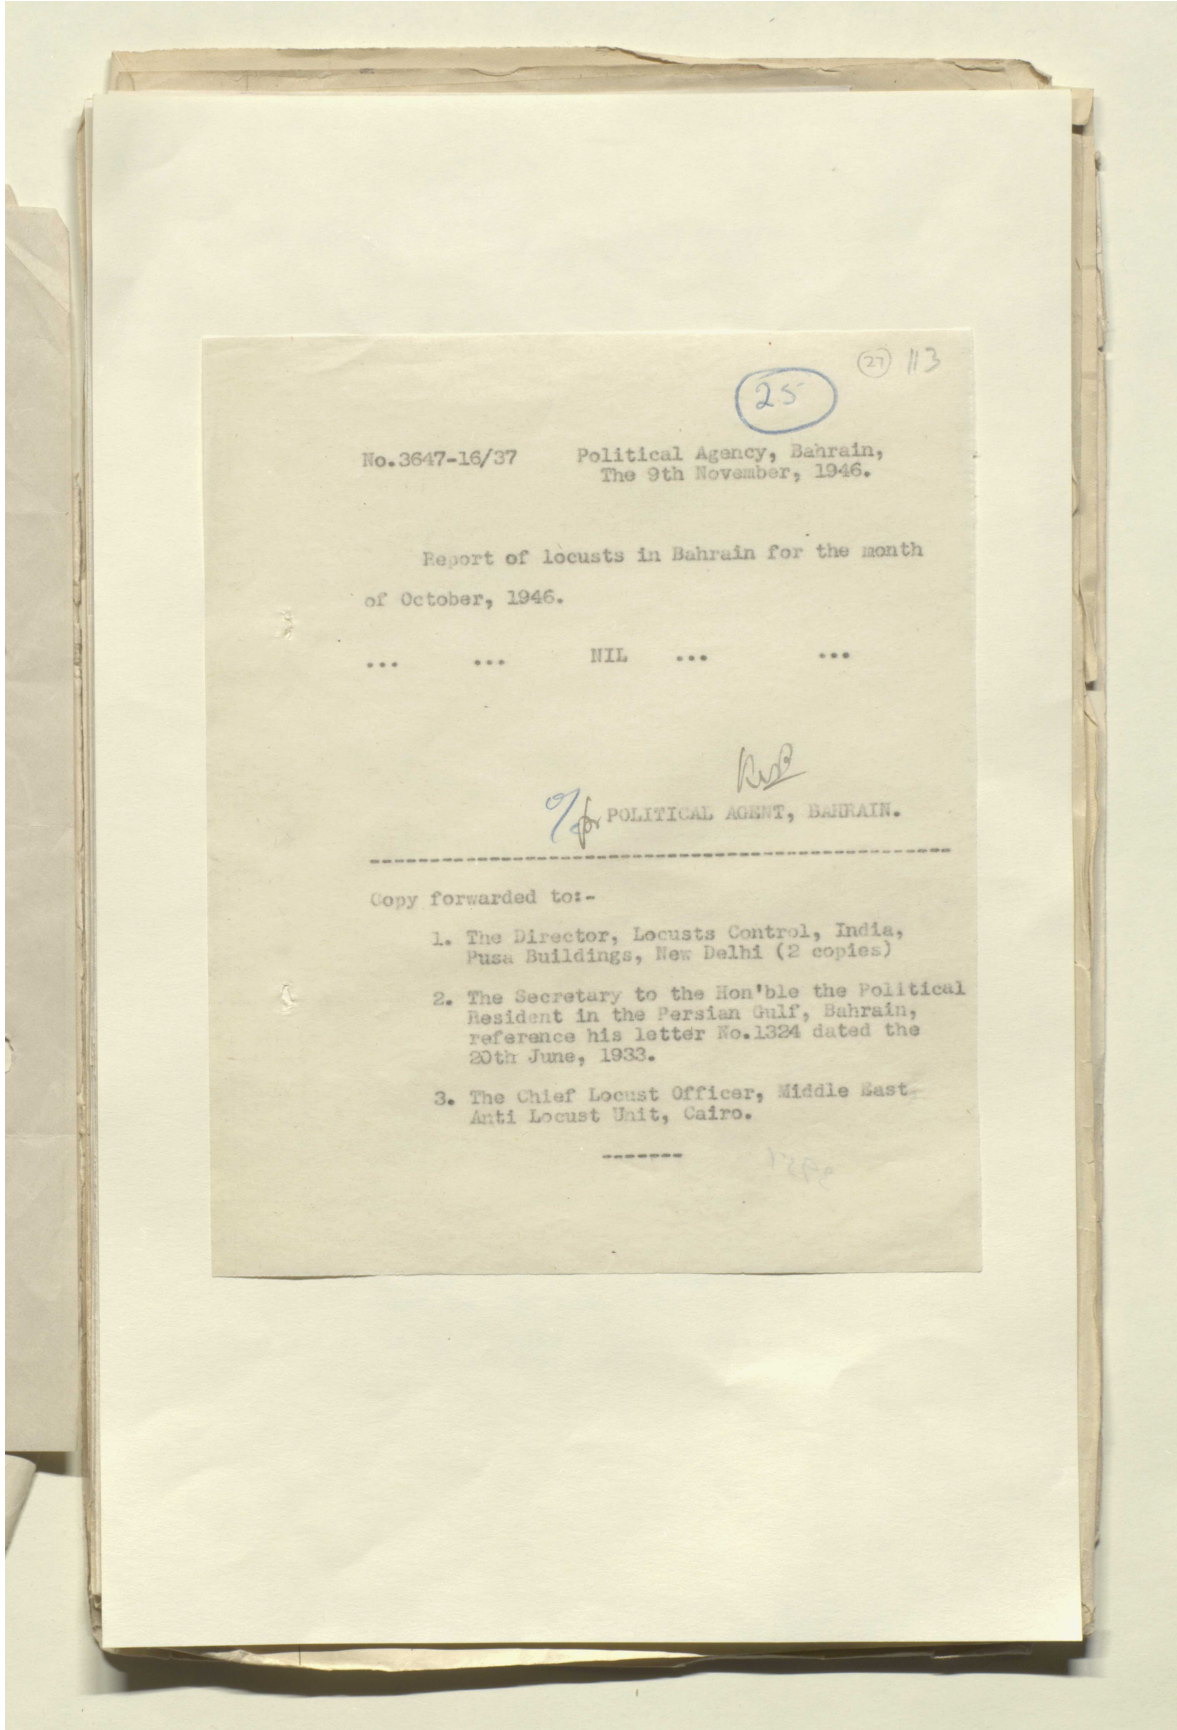 27 113
25
No.3647-16/37 Political Agency, Bahrain,
The 9th November, 1946.
Report of locusts in Bahrain for the month
of October, 1946.
... ... NIL ... ...
for POLITICAL AGENT, BAHRAIN.
Copy forwarded to:-
1. The Director, Locusts Control, India,
Pusa Buildings, New Delhi (2 copies)
2. The Secretary to the Hon'ble the Political
Resident in the Persian Gulf, Bahrain,
reference his letter No.1324 dated the
20th June, 1933.
3. The Chief Locust Officer, Middle East
Anti Locust Unit, Cairo.